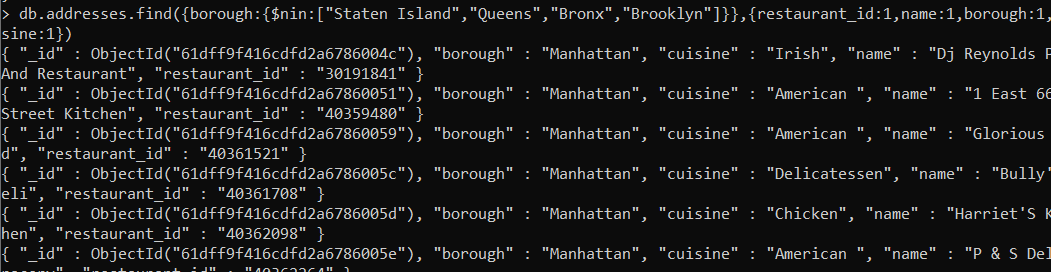 > db.addresses.find({borough:{$nin:["Staten Island","Queens","Bronx","Brooklyn"]}},{restaurant_id:1,name:1,borough:1,
sine:1})
{ "_id" : ObjectId("61dff9f416cdfd2a6786004c"), "borough" : "Manhattan", "cuisine" : "Irish", "name" : "Dj Reynolds P
And Restaurant", "restaurant_id" : "30191841" }
{ "_id" : ObjectId("61dff9f416cdfd2a67860051"), "borough" : "Manhattan", "cuisine" : "American ", "name" : "1 East 66
Street Kitchen", "restaurant_id" : "40359480" }
{ "_id" : ObjectId("61dff9f416cdfd2a67860059"), "borough" : "Manhattan", "cuisine" : "American ", "name" : "Glorious
d", "restaurant_id" : "40361521" }
{ "_id" : ObjectId("61dff9f416cdfd2a6786005c"), "borough" : "Manhattan", "cuisine" : "Delicatessen", "name" : "Bully'
eli", "restaurant_id" : "40361708" }
{ "_id" : ObjectId("61dff9f416cdfd2a6786005d"), "borough" : "Manhattan", "cuisine" : "Chicken", "name" : "Harriet'S K
hen", "restaurant_id" : "40362098" }
{ "_id" : ObjectId("61dff9f416cdfd2a6786005e"), "borough" : "Manhattan", "cuisine" : "American ", "name" : "P & S Del
"restaurant_id" : "40362264" }